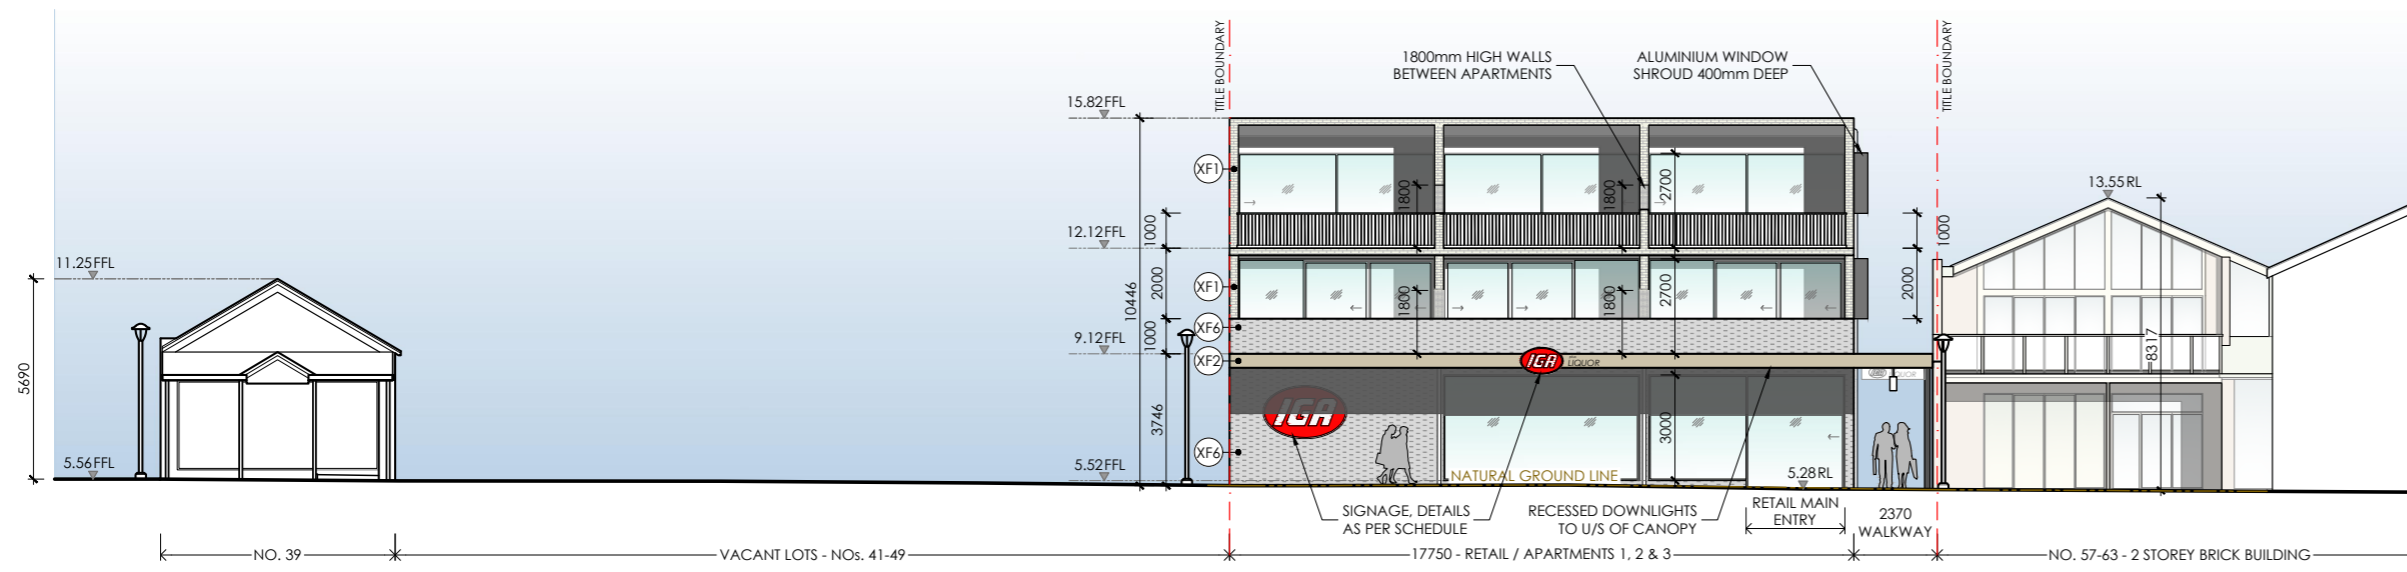 TITLE BOUNDARY
TITLE BOUNDARY
1800mm HIGH WALLS
BETWEEN APARTMENTS
ALUMINIUM WINDOW
SHROUD 400mm DEEP
15.82FFL
XF1
1800
1800
2700
13.55RL
12.12FFL
1000
1000
11.25FFL
10446
2000
XF1
1800
1800
2700
2000
XF6
9.12FFL
1000
XF2
IGA
LIQUOR
8317
5690
3746
IGA
3000
XF6
5.56FFL
5.52FFL
NATURAL GROUND LINE
5.28RL
SIGNAGE, DETAILS
AS PER SCHEDULE
RECESSED DOWNLIGHTS
TO U/S OF CANOPY
RETAIL MAIN
ENTRY
2370
WALKWAY
NO. 39
VACANT LOTS - NOs. 41-49
17750 - RETAIL / APARTMENTS 1, 2 & 3
NO. 57-63 - 2 STOREY BRICK BUILDING